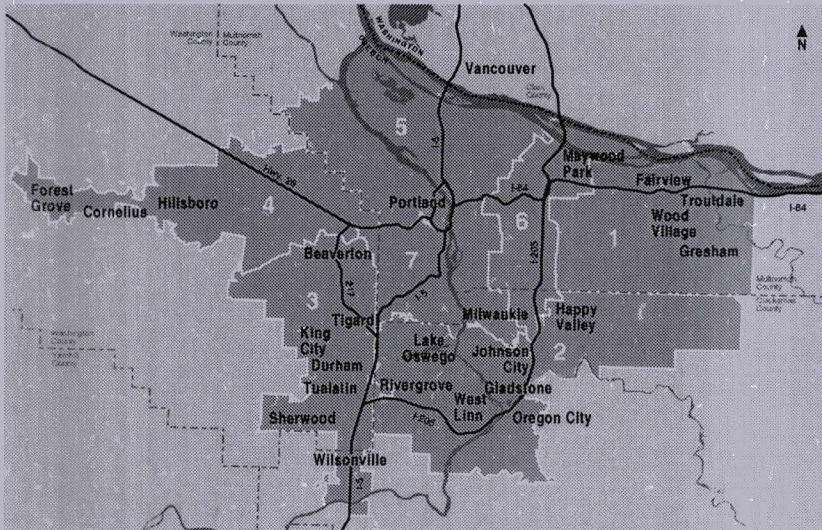 WASHINGTON
OREGON
N
Washington
County
Multnomah
County
Vancouver
Clark
County
5
I-5
Maywood
Park
HWY. 26
Forest
Grove
Cornelius
Hillsboro
4
Portland
I-84
Fairview
Troutdale
I-84
Wood
Village
Gresham
6
1
I-205
Beaverton
7
217
3
I-5
Multnomah
County
Clackamas
County
Tigard
Milwaukie
Happy
Valley
King
City
Lake
Oswego
Johnson
City
2
Washington
County
Yamhill
County
Durham
Tualatin
Rivergrove
Gladstone
West
Linn
Sherwood
I-205
Oregon City
Wilsonville
I-5